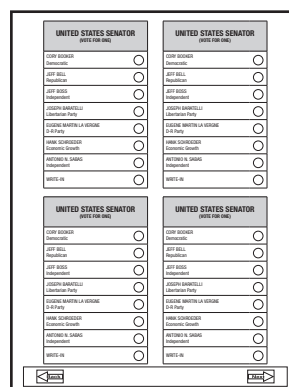 UNITED STATES SENATOR
(VOTE FOR ONE)
CORY BOOKER
Democratic
JEFF BELL
Republican
JEFF BOSS
Independent
JOSEPH BARATELLI
Libertarian Party
EUGENE MARTIN LA VERGNE
D-R Party
HANK SCHROEDER
Economic Growth
ANTONIO N. SABAS
Independent
WRITE-IN
UNITED STATES SENATOR
(VOTE FOR ONE)
CORY BOOKER
Democratic
JEFF BELL
Republican
JEFF BOSS
Independent
JOSEPH BARATELLI
Libertarian Party
EUGENE MARTIN LA VERGNE
D-R Party
HANK SCHROEDER
Economic Growth
ANTONIO N. SABAS
Independent
WRITE-IN
UNITED STATES SENATOR
(VOTE FOR ONE)
CORY BOOKER
Democratic
JEFF BELL
Republican
JEFF BOSS
Independent
JOSEPH BARATELLI
Libertarian Party
EUGENE MARTIN LA VERGNE
D-R Party
HANK SCHROEDER
Economic Growth
ANTONIO N. SABAS
Independent
WRITE-IN
UNITED STATES SENATOR
(VOTE FOR ONE)
CORY BOOKER
Democratic
JEFF BELL
Republican
JEFF BOSS
Independent
JOSEPH BARATELLI
Libertarian Party
EUGENE MARTIN LA VERGNE
D-R Party
HANK SCHROEDER
Economic Growth
ANTONIO N. SABAS
Independent
WRITE-IN
Back
Next